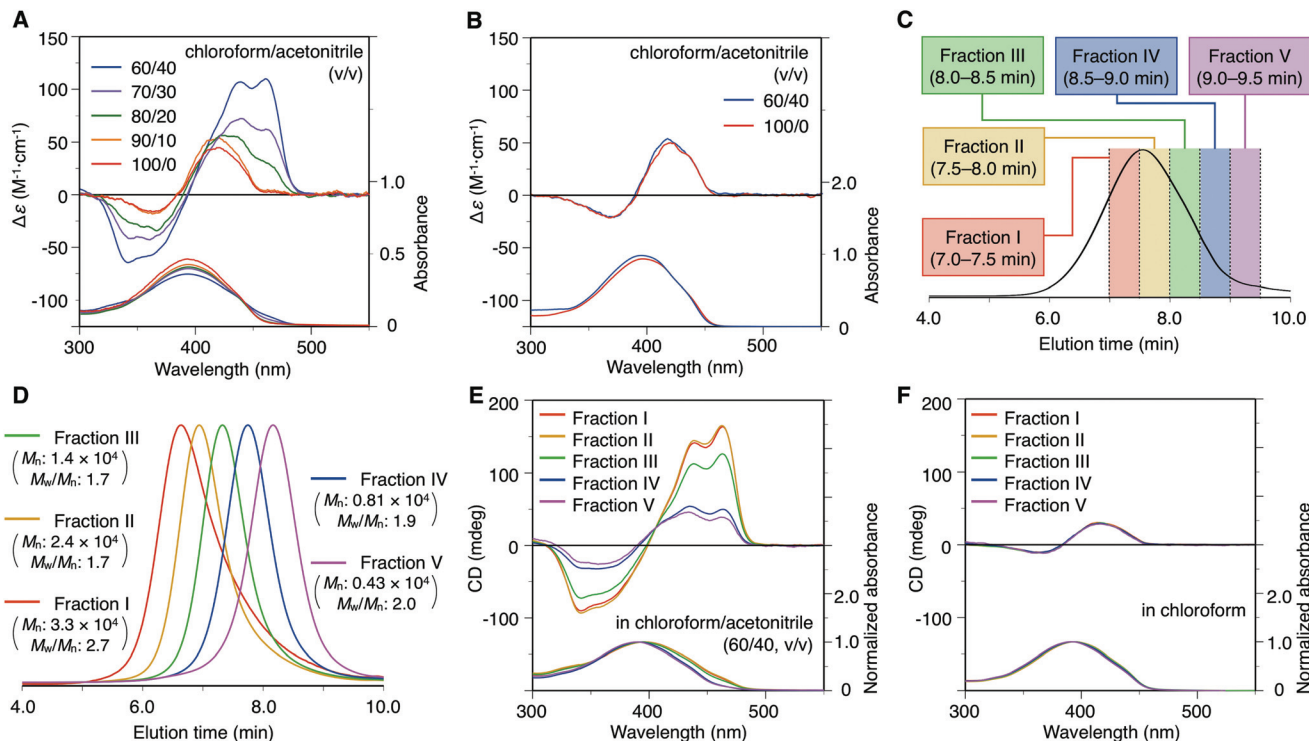 A
150
100
50
0
-50
-100
Δε (M⁻¹·cm⁻¹)
chloroform/acetonitrile
(v/v)
60/40
70/30
80/20
90/10
100/0
1.0
0.5
0
Absorbance
300
400
500
Wavelength (nm)
B
150
100
50
0
-50
-100
Δε (M⁻¹·cm⁻¹)
chloroform/acetonitrile
(v/v)
60/40
100/0
2.0
1.0
0
Absorbance
300
400
500
Wavelength (nm)
C
Fraction III
(8.0–8.5 min)
Fraction IV
(8.5–9.0 min)
Fraction V
(9.0–9.5 min)
Fraction II
(7.5–8.0 min)
Fraction I
(7.0–7.5 min)
4.0
6.0
8.0
10.0
Elution time (min)
D
Fraction III
(Mn: 1.4 × 10⁴
Mw/Mn: 1.7)
Fraction II
(Mn: 2.4 × 10⁴
Mw/Mn: 1.7)
Fraction I
(Mn: 3.3 × 10⁴
Mw/Mn: 2.7)
Fraction IV
(Mn: 0.81 × 10⁴
Mw/Mn: 1.9)
Fraction V
(Mn: 0.43 × 10⁴
Mw/Mn: 2.0)
4.0
6.0
8.0
10.0
Elution time (min)
E
200
100
0
-100
CD (mdeg)
Fraction I
Fraction II
Fraction III
Fraction IV
Fraction V
in chloroform/acetonitrile
(60/40, v/v)
2.0
1.0
0
Normalized absorbance
300
400
500
Wavelength (nm)
F
200
100
0
-100
CD (mdeg)
Fraction I
Fraction II
Fraction III
Fraction IV
Fraction V
in chloroform
2.0
1.0
0
Normalized absorbance
300
400
500
Wavelength (nm)